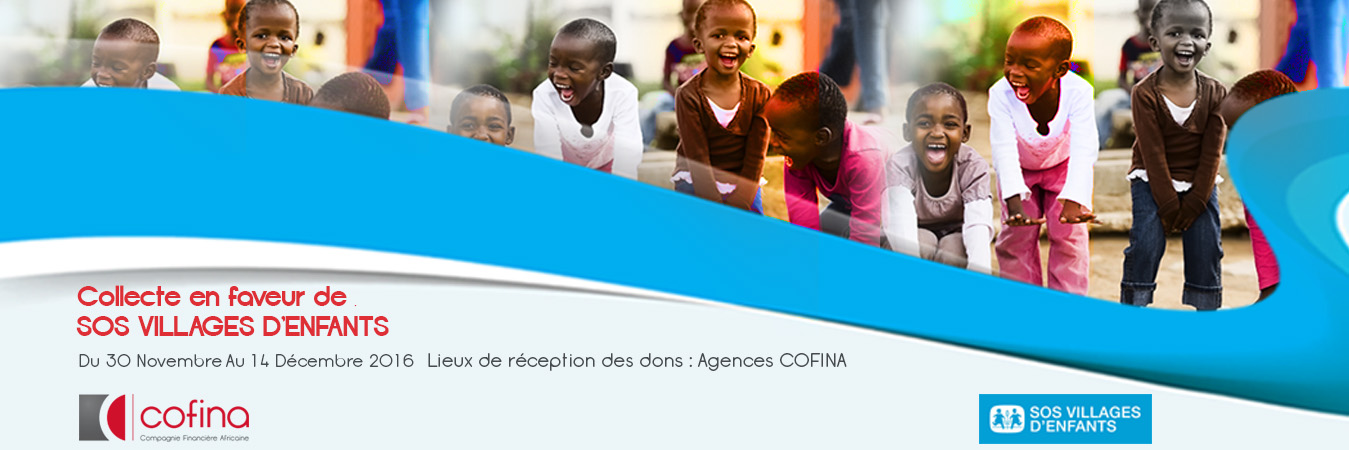 Collecte en faveur de
SOS VILLAGES D'ENFANTS
Du 30 Novembre Au 14 Décembre 2016 Lieux de réception des dons : Agences COFINA
cofina
Compagnie Financière Africaine
SOS VILLAGES
D'ENFANTS